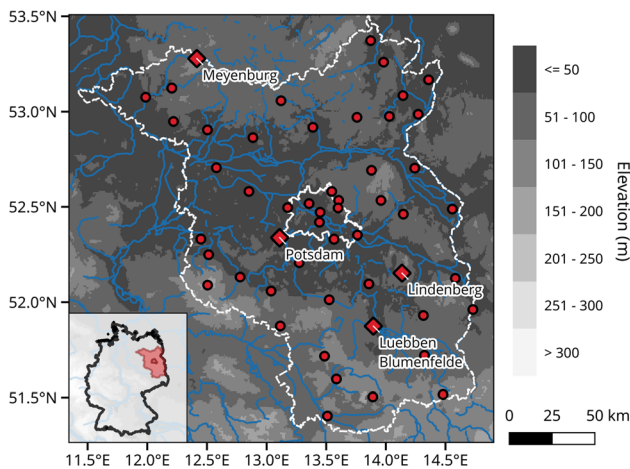 53.5°N
53.0°N
52.5°N
52.0°N
51.5°N
11.5°E
12.0°E
12.5°E
13.0°E
13.5°E
14.0°E
14.5°E
Meyenburg
Potsdam
Lindenberg
Luebben
Blumenfelde
<= 50
51 - 100
101 - 150
151 - 200
201 - 250
251 - 300
> 300
Elevation (m)
0 25 50 km